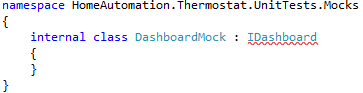 namespace HomeAutomation.Thermostat.UnitTests.Mocks
{
    internal class DashboardMock : IDashboard
    {
    }
}